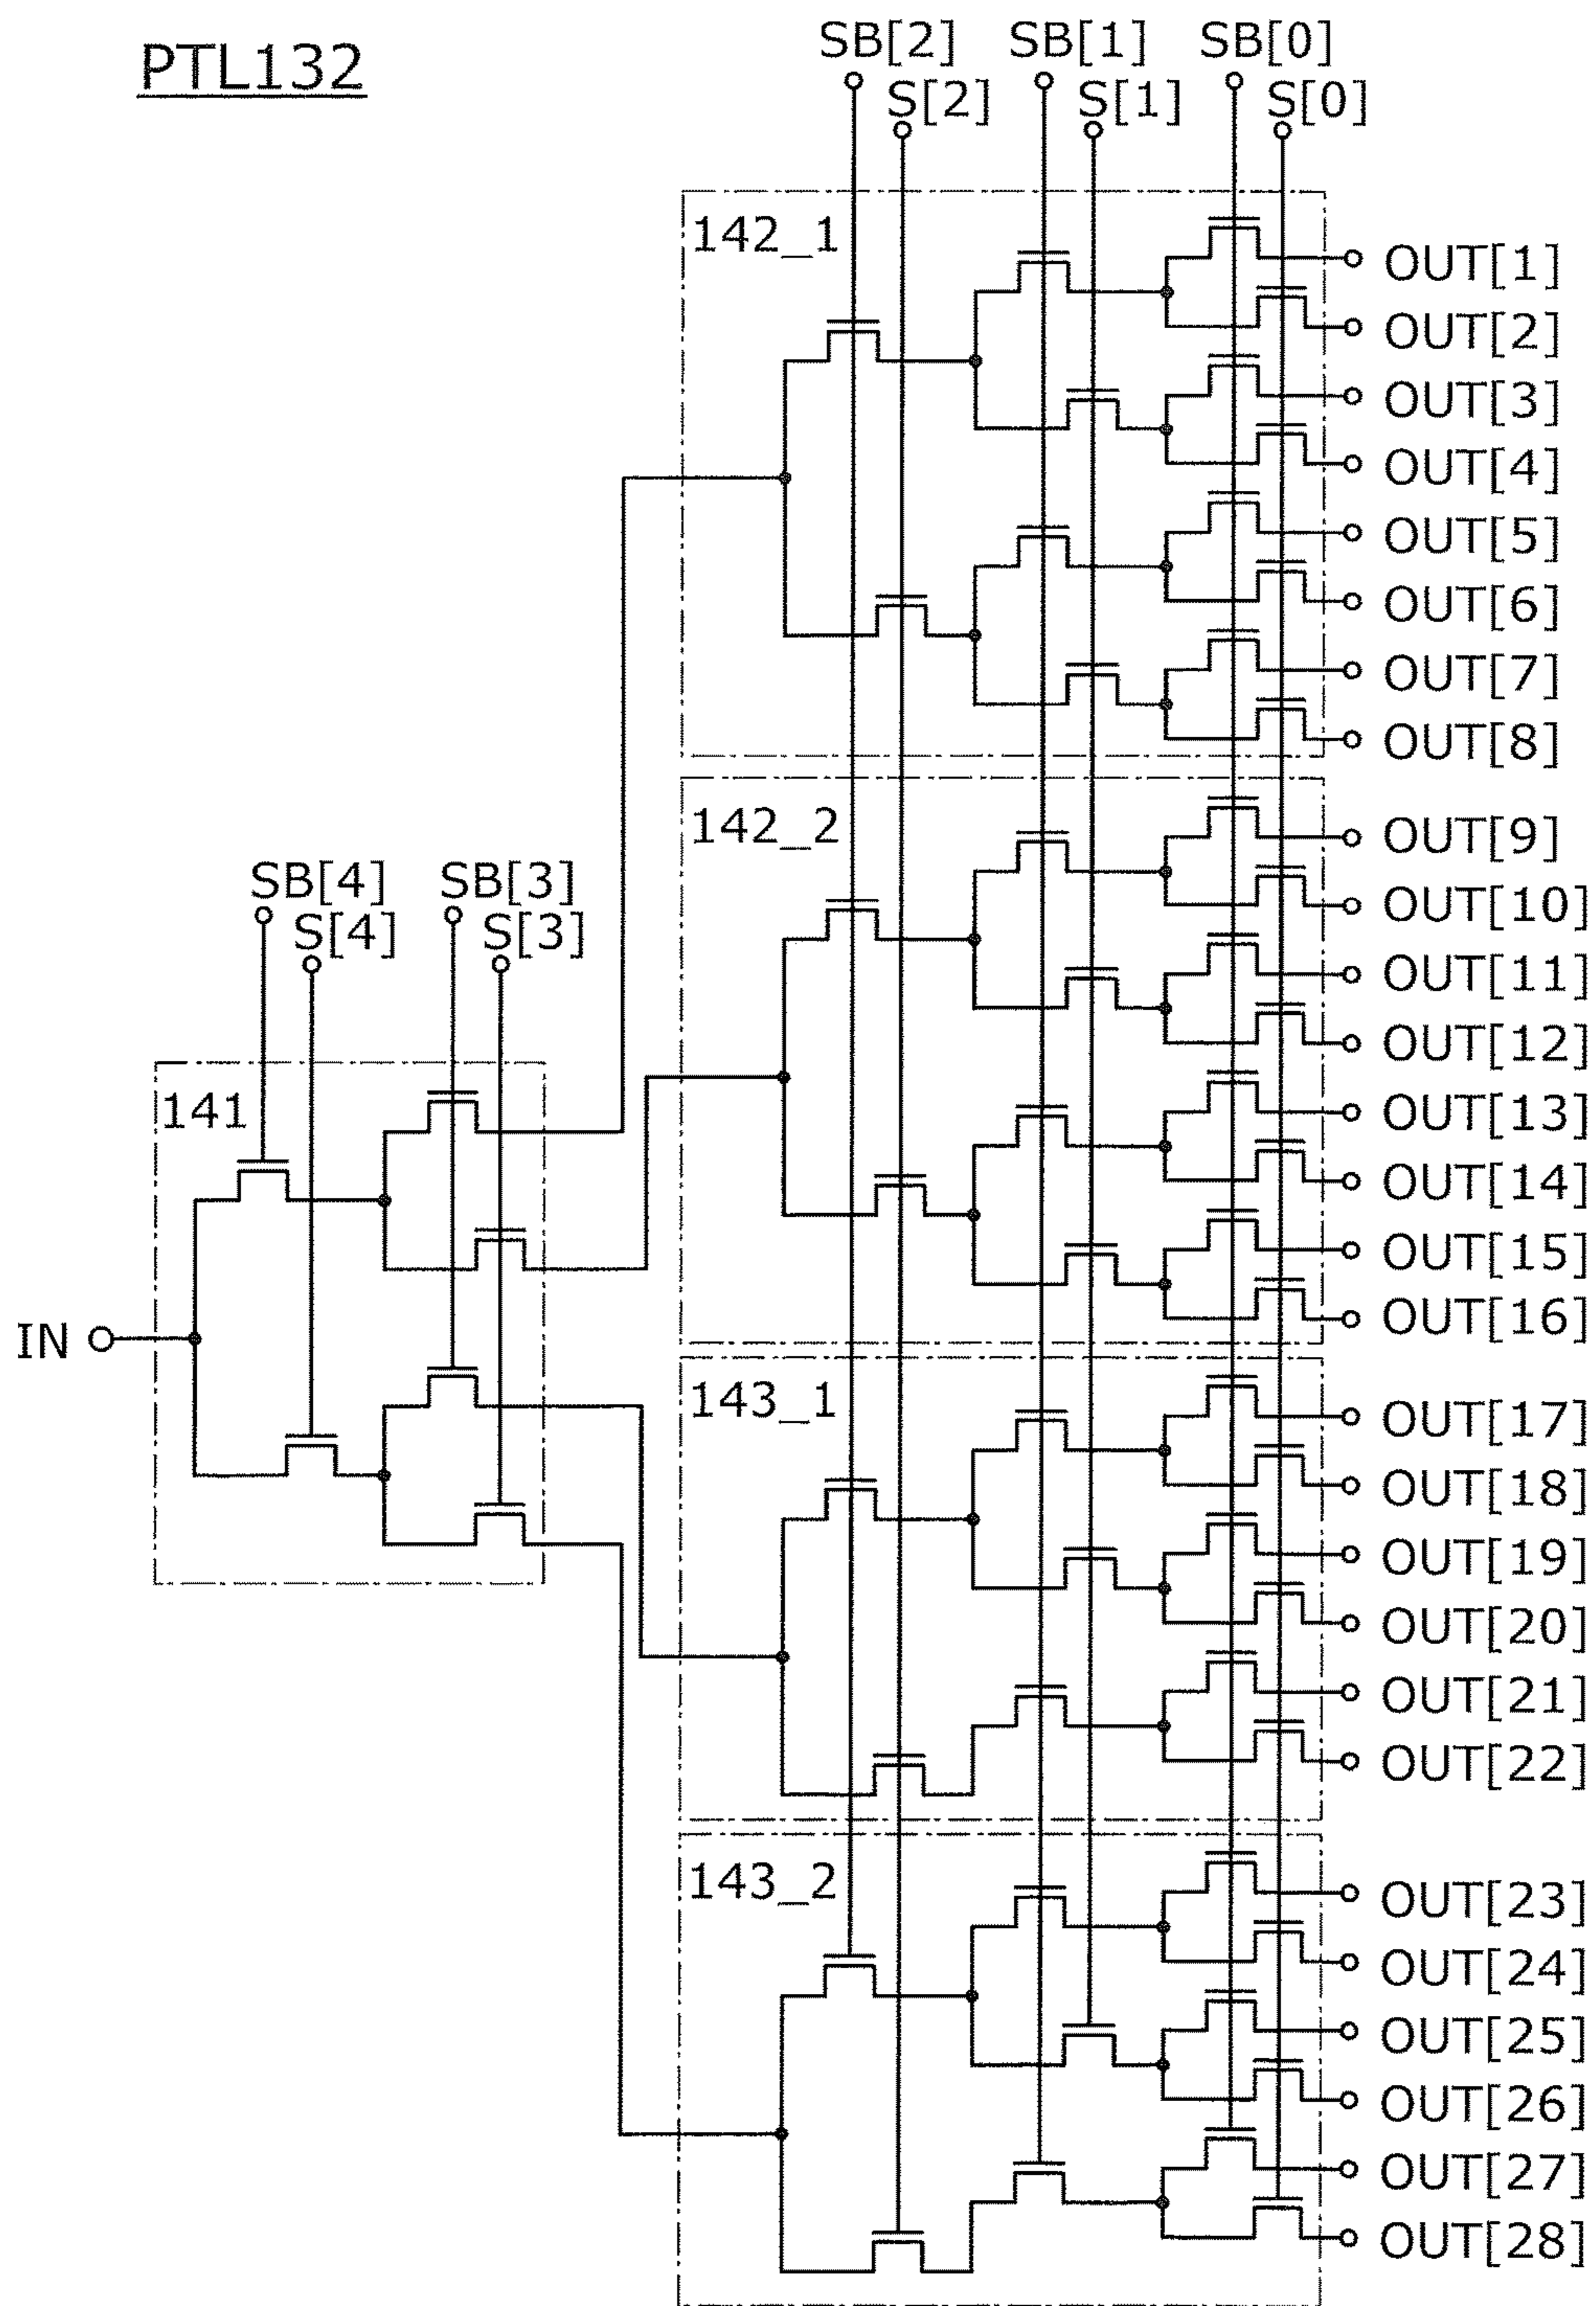 PTL132
SB[2] SB[1] SB[0]
S[2] S[1] S[0]
142_1
OUT[1]
OUT[2]
OUT[3]
OUT[4]
OUT[5]
OUT[6]
OUT[7]
OUT[8]
142_2
OUT[9]
OUT[10]
OUT[11]
OUT[12]
OUT[13]
OUT[14]
OUT[15]
OUT[16]
SB[4] SB[3]
S[4] S[3]
141
IN
143_1
OUT[17]
OUT[18]
OUT[19]
OUT[20]
OUT[21]
OUT[22]
143_2
OUT[23]
OUT[24]
OUT[25]
OUT[26]
OUT[27]
OUT[28]